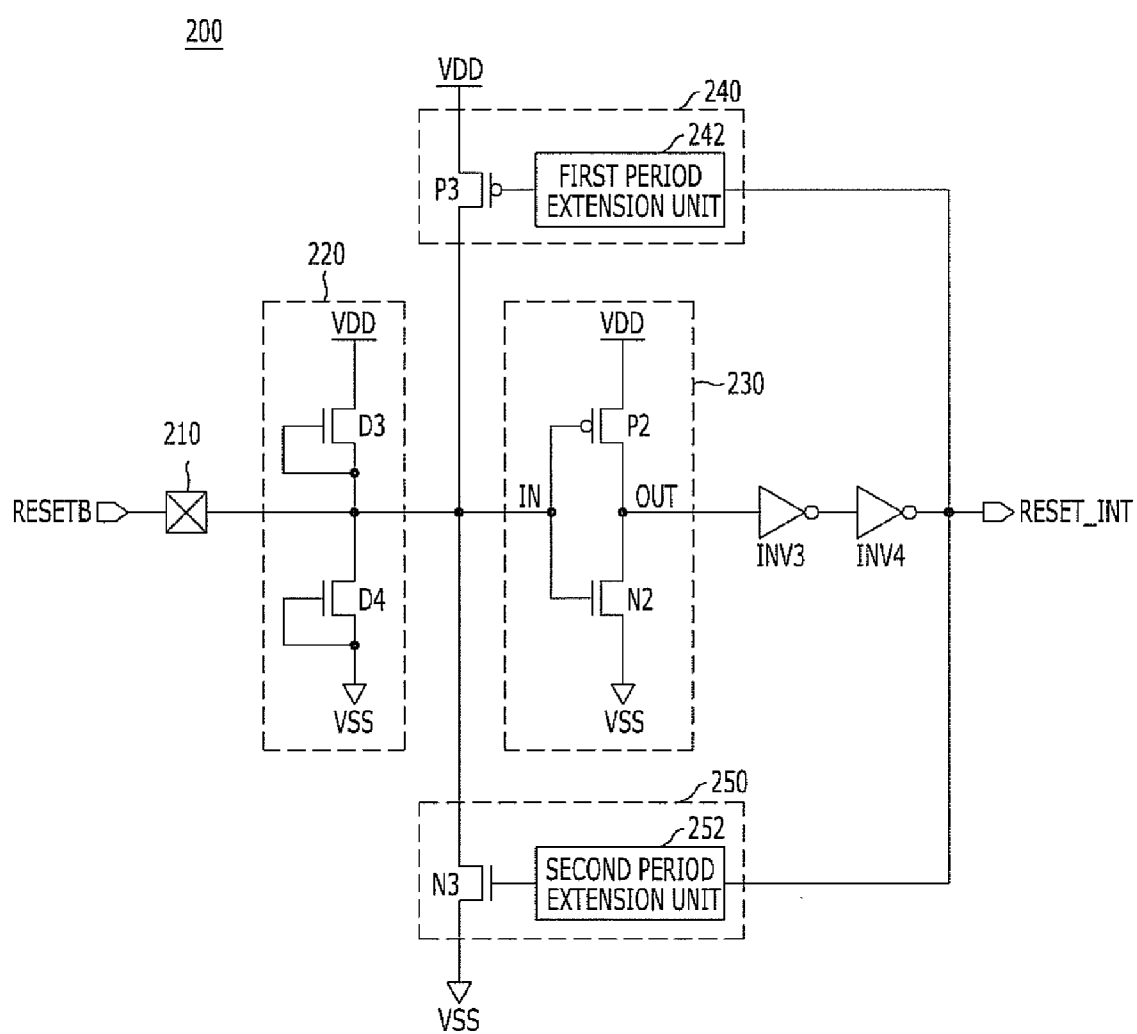 200
VDD
240
242
P3
FIRST PERIOD
EXTENSION UNIT
220
VDD
VDD
230
D3
P2
210
RESETB
IN
OUT
RESET_INT
INV3
INV4
D4
N2
VSS
VSS
250
252
N3
SECOND PERIOD
EXTENSION UNIT
VSS